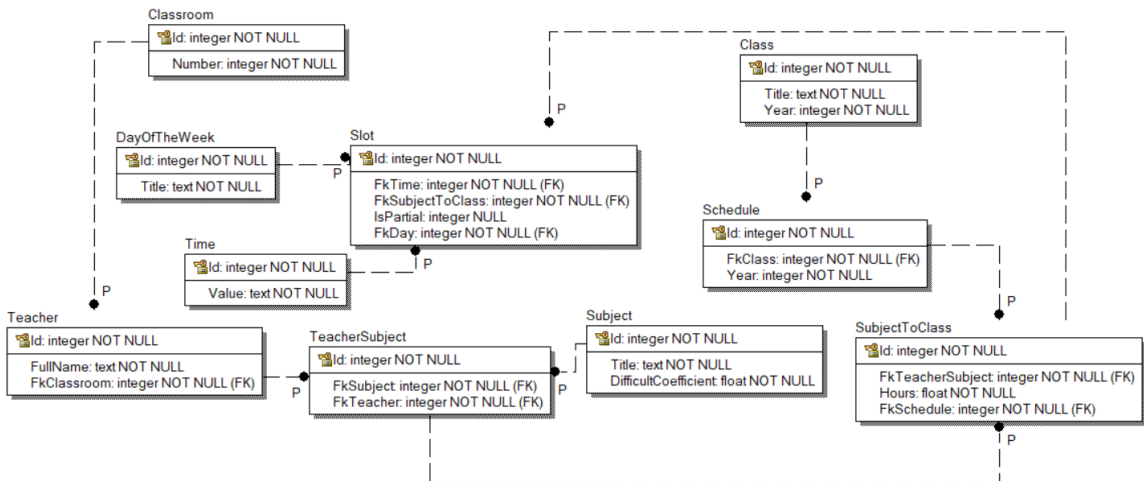 Classroom
Id: integer NOT NULL
Number: integer NOT NULL
Class
Id: integer NOT NULL
Title: text NOT NULL
Year: integer NOT NULL
P
DayOfTheWeek
Id: integer NOT NULL
Title: text NOT NULL
P
Slot
Id: integer NOT NULL
FkTime: integer NOT NULL (FK)
FkSubjectToClass: integer NOT NULL (FK)
IsPartial: integer NULL
FkDay: integer NOT NULL (FK)
P
Schedule
Id: integer NOT NULL
FkClass: integer NOT NULL (FK)
Year: integer NOT NULL
Time
Id: integer NOT NULL
Value: text NOT NULL
P
P
P
Teacher
Id: integer NOT NULL
FullName: text NOT NULL
FkClassroom: integer NOT NULL (FK)
P
TeacherSubject
Id: integer NOT NULL
FkSubject: integer NOT NULL (FK)
FkTeacher: integer NOT NULL (FK)
P
Subject
Id: integer NOT NULL
Title: text NOT NULL
DifficultCoefficient: float NOT NULL
SubjectToClass
Id: integer NOT NULL
FkTeacherSubject: integer NOT NULL (FK)
Hours: float NOT NULL
FkSchedule: integer NOT NULL (FK)
P